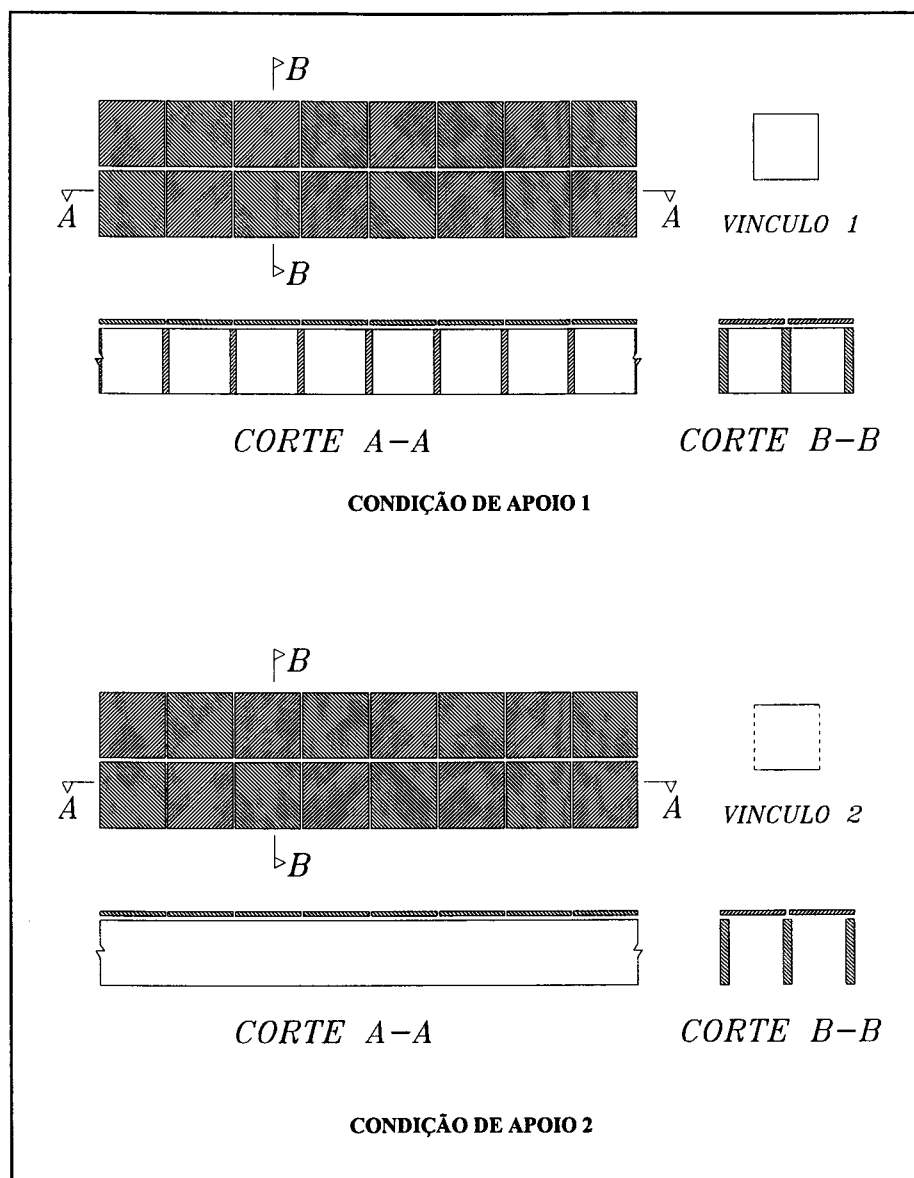 B
A
A
VINCULO 1
B
CORTE A-A
CORTE B-B
CONDIÇÃO DE APOIO 1
B
A
A
VINCULO 2
B
CORTE A-A
CORTE B-B
CONDIÇÃO DE APOIO 2